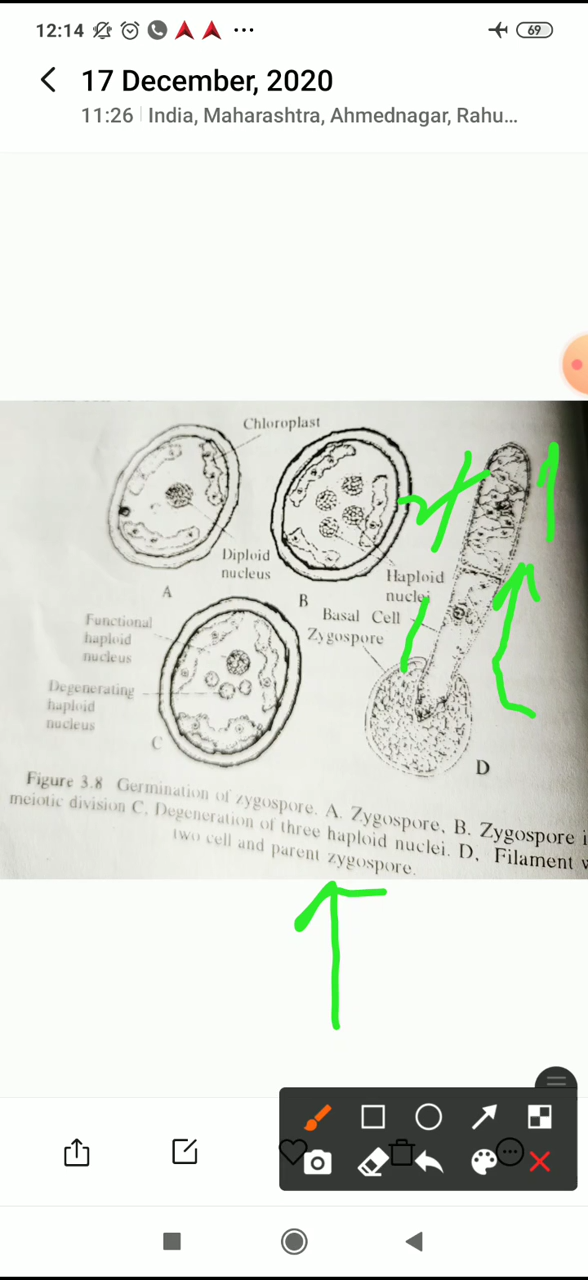 12:14
69
17 December, 2020
11:26 India, Maharashtra, Ahmednagar, Rahu...
Chloroplast
Diploid
nucleus
A
B
Haploid
nuclei
Functional
haploid
nucleus
Degenerating
haploid
nucleus
C
Basal Cell
Zygospore
D
Figure 3.8 Germination of zygospore. A. Zygospore, B. Zygospore i
meiotic division C. Degeneration of three haploid nuclei. D. Filament w
two cell and parent zygospore.